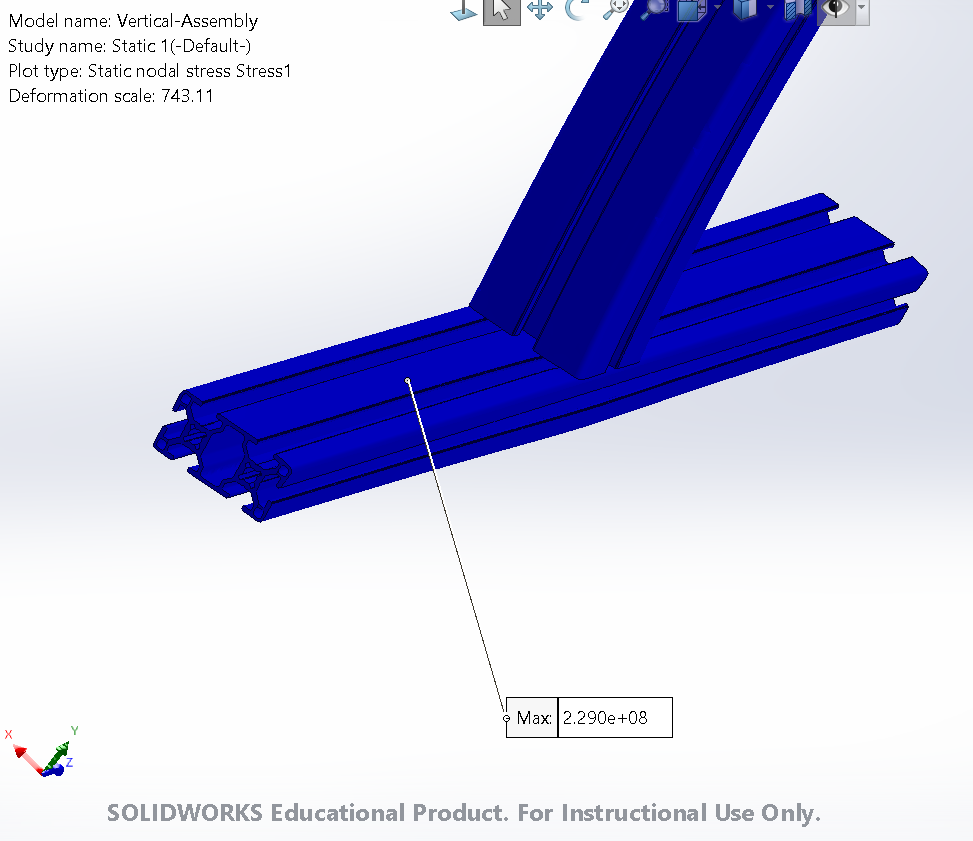 Model name: Vertical-Assembly
Study name: Static 1(-Default-)
Plot type: Static nodal stress Stress1
Deformation scale: 743.11
Max: 2.290e+08
X
Y
Z
SOLIDWORKS Educational Product. For Instructional Use Only.